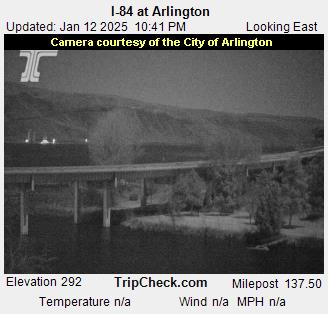 I-84 at Arlington
Updated: Jan 12 2025 10:41 PM Looking East
Camera courtesy of the City of Arlington
Elevation 292 TripCheck.com Milepost 137.50
Temperature n/a Wind n/a MPH n/a